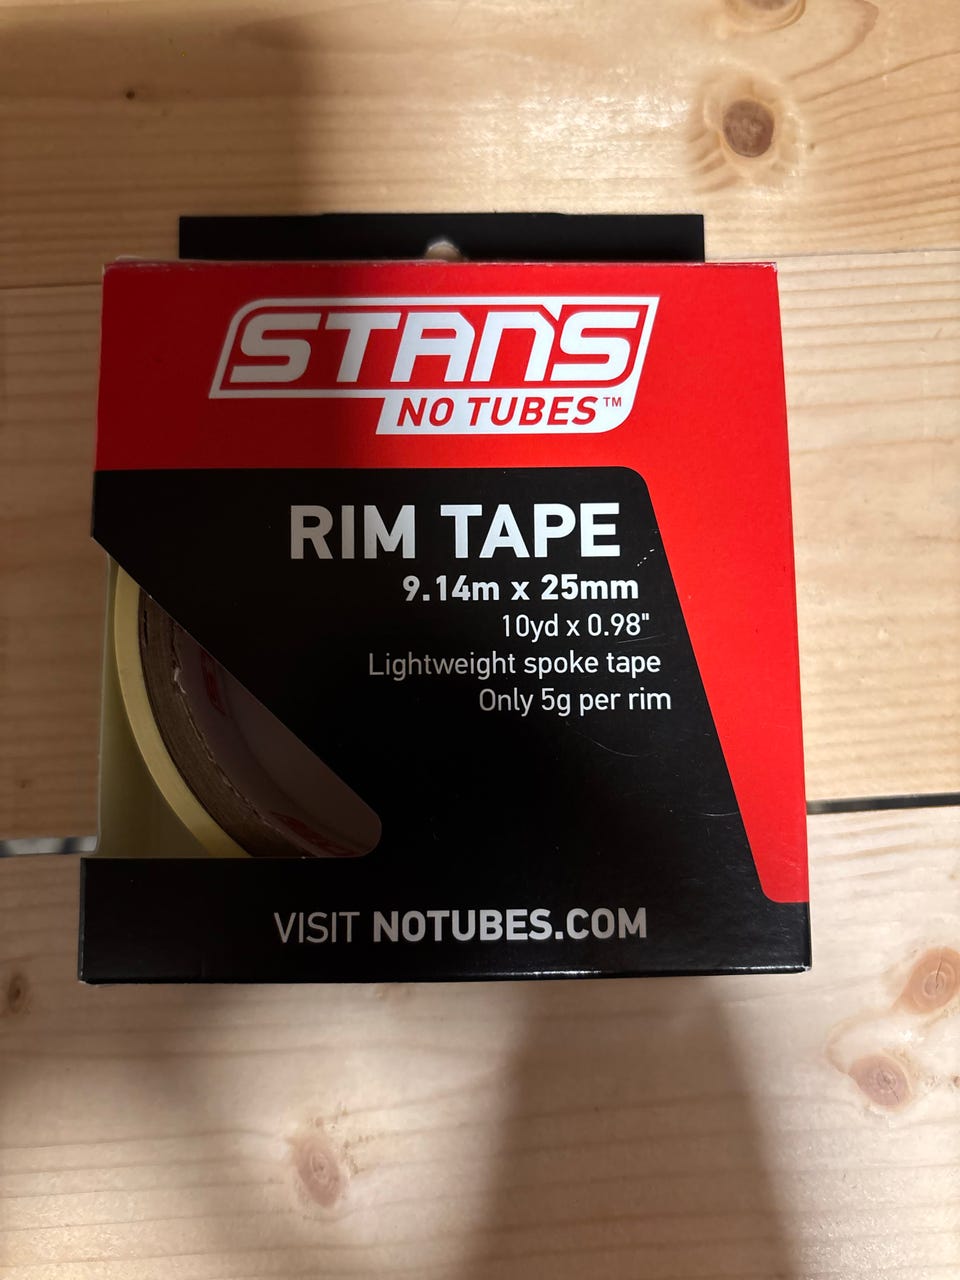 STAN'S
NO TUBES™
RIM TAPE
9.14m x 25mm
10yd x 0.98"
Lightweight spoke tape
Only 5g per rim
VISIT NOTUBES.COM